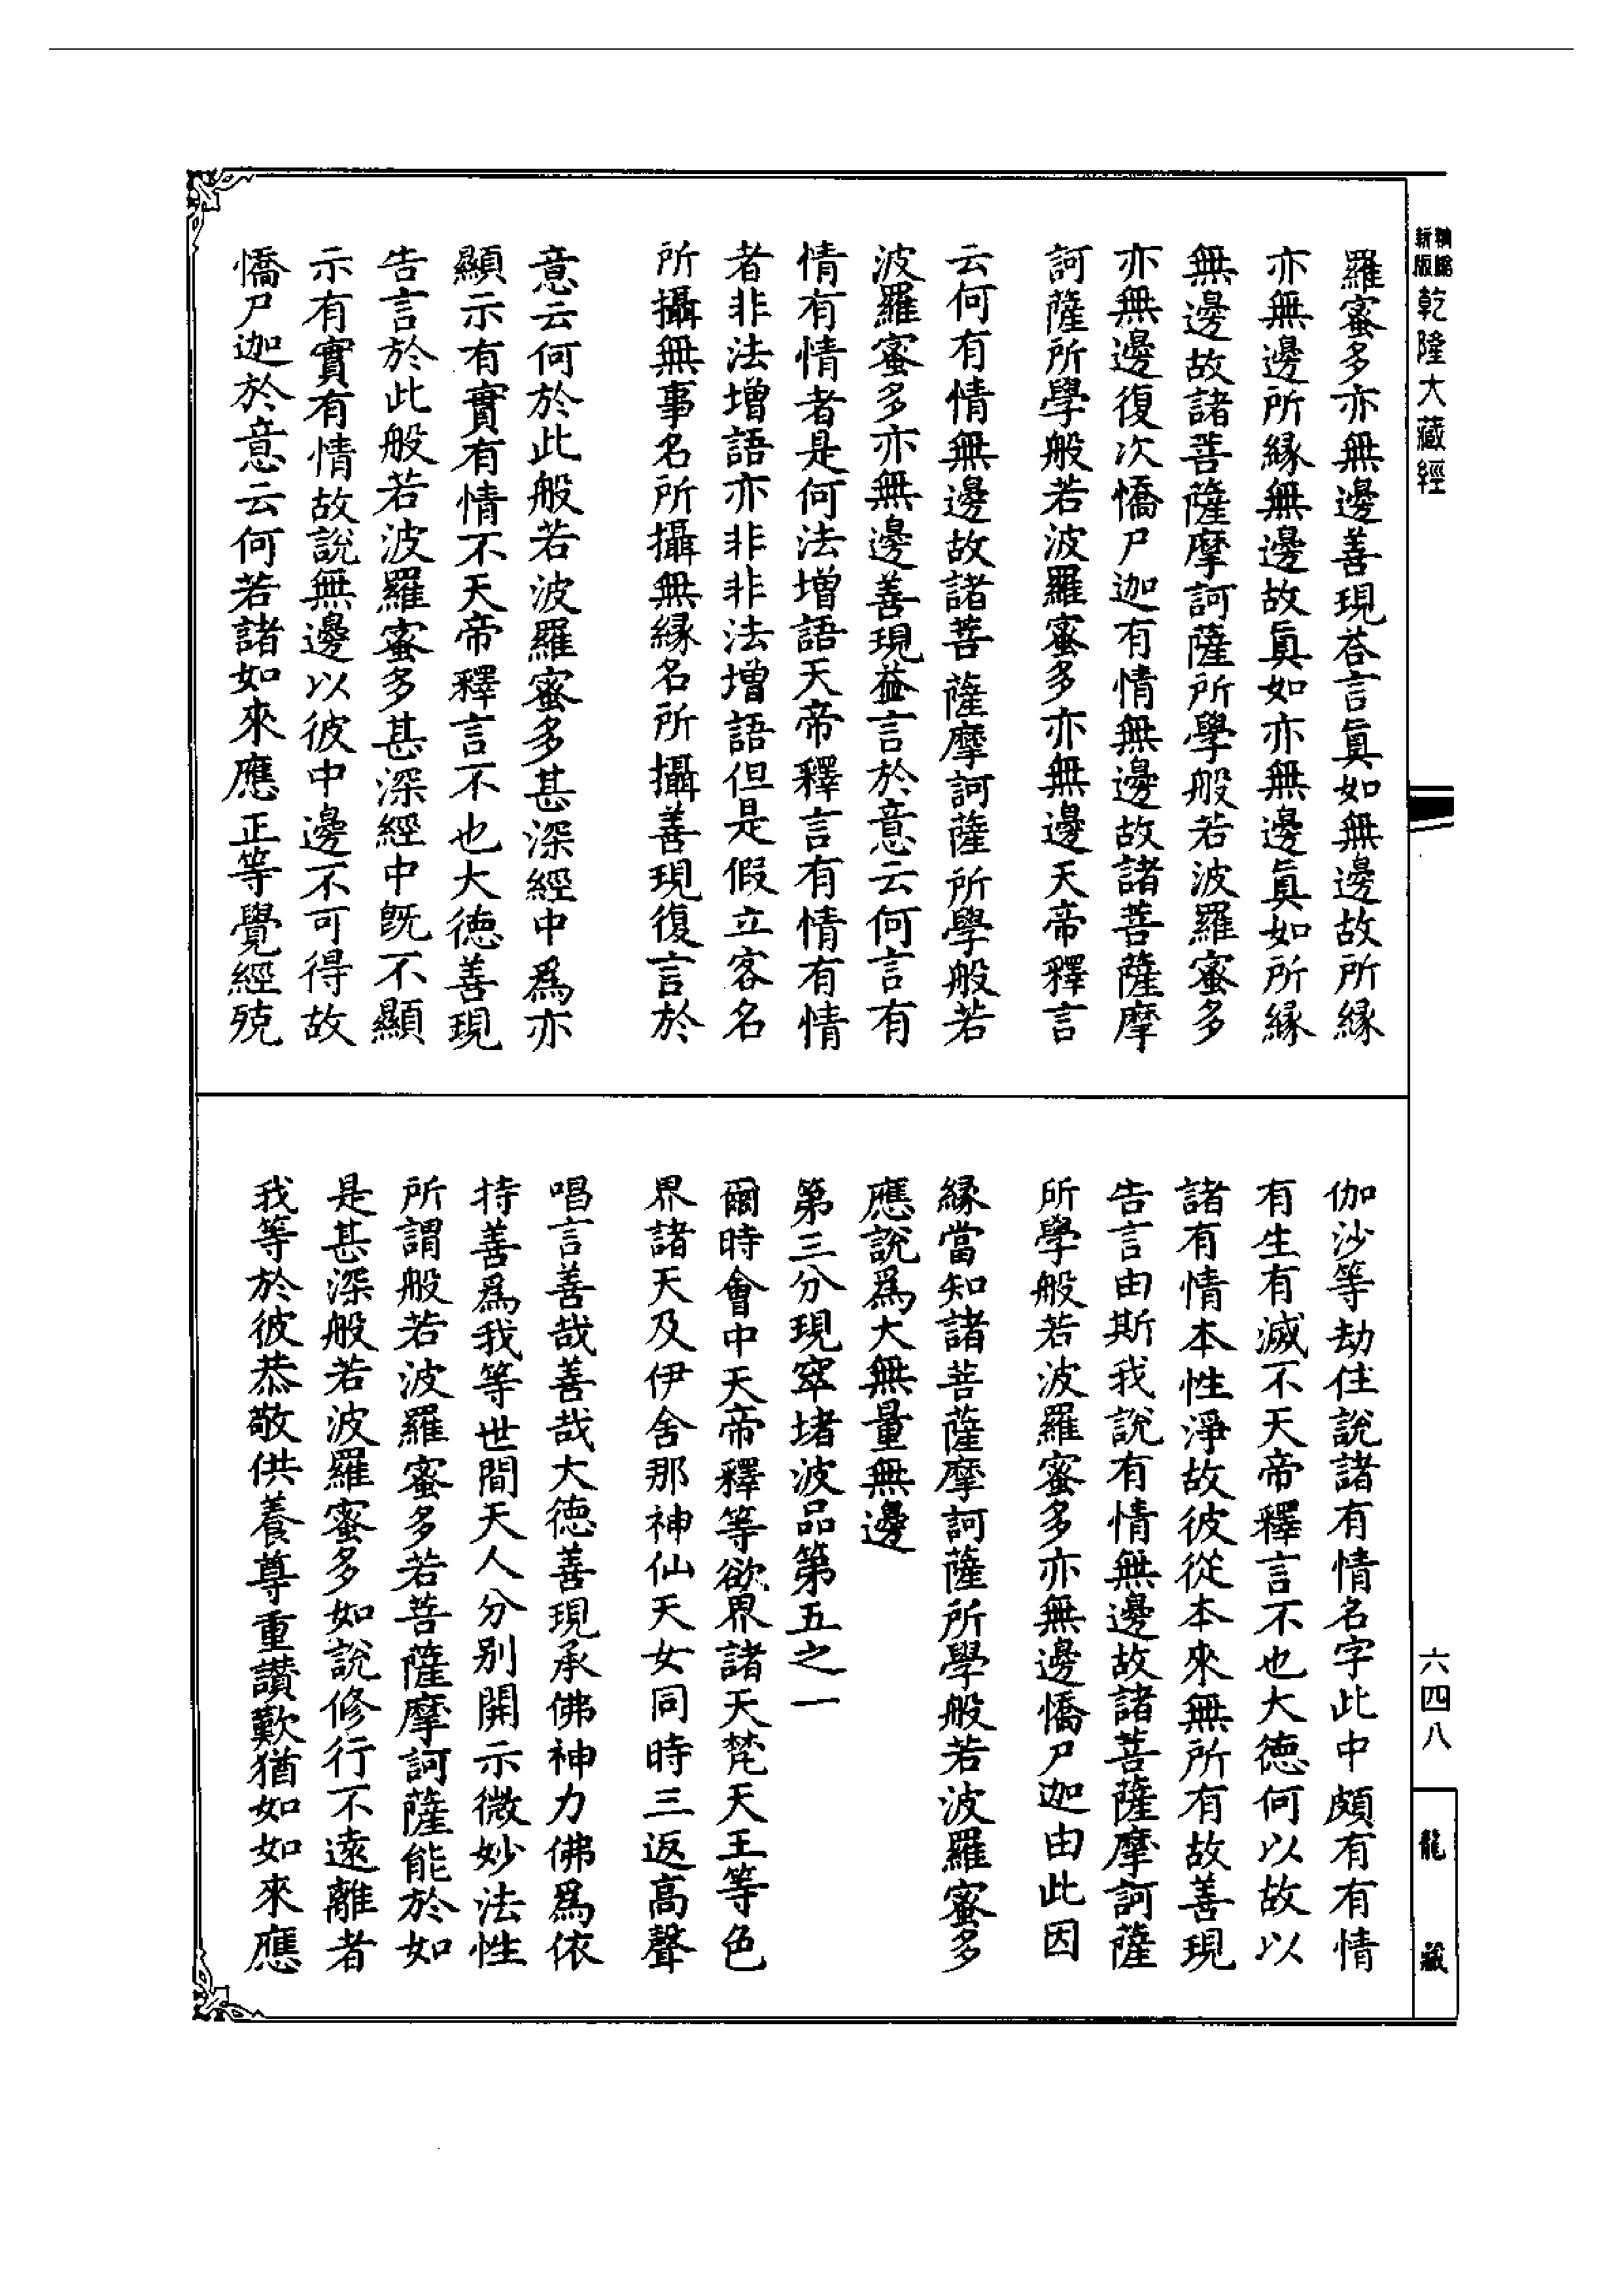 新版
精縮
乾隆大藏經
羅蜜多亦無邊善現荅言眞如無邊故所緣
亦無邊所緣無邊故眞如亦無邊眞如所緣
無邊故諸菩薩摩訶薩所學般若波羅蜜多
亦無邊復次憍尸迦有情無邊故諸菩薩摩
訶薩所學般若波羅蜜多亦無邊天帝釋言
云何有情無邊故諸菩薩摩訶薩所學般若
波羅蜜多亦無邊善現益言於意云何言有
情有情者是何法增語天帝釋言有情有情
者非法增語亦非非法增語但是假立客名
所攝無事名所攝無緣名所攝善現復言於
意云何於此般若波羅蜜多甚深經中爲亦
顯示有實有情不天帝釋言不也大德善現
告言於此般若波羅蜜多甚深經中旣不顯
示有實有情故說無邊以彼中邊不可得故
憍尸迦於意云何若諸如來應正等覺經殑
伽沙等劫住說諸有情名字此中頗有有情
有生有滅不天帝釋言不也大德何以故以
諸有情本性淨故彼從本來無所有故善現
告言由斯我說有情無邊故諸菩薩摩訶薩
所學般若波羅蜜多亦無邊憍尸迦由此因
緣當知諸菩薩摩訶薩所學般若波羅蜜多
應說爲大無量無邊
第三分現窣堵波品第五之一
爾時會中天帝釋等欲界諸天梵天王等色
界諸天及伊舍那神仙天女同時三返高聲
唱言善哉善哉大德善現承佛神力佛爲依
持善爲我等世間天人分别開示微妙法性
所謂般若波羅蜜多若菩薩摩訶薩能於如
是甚深般若波羅蜜多如說修行不遠離者
我等於彼恭敬供養尊重讚歎猶如如來應
六四八
龍藏